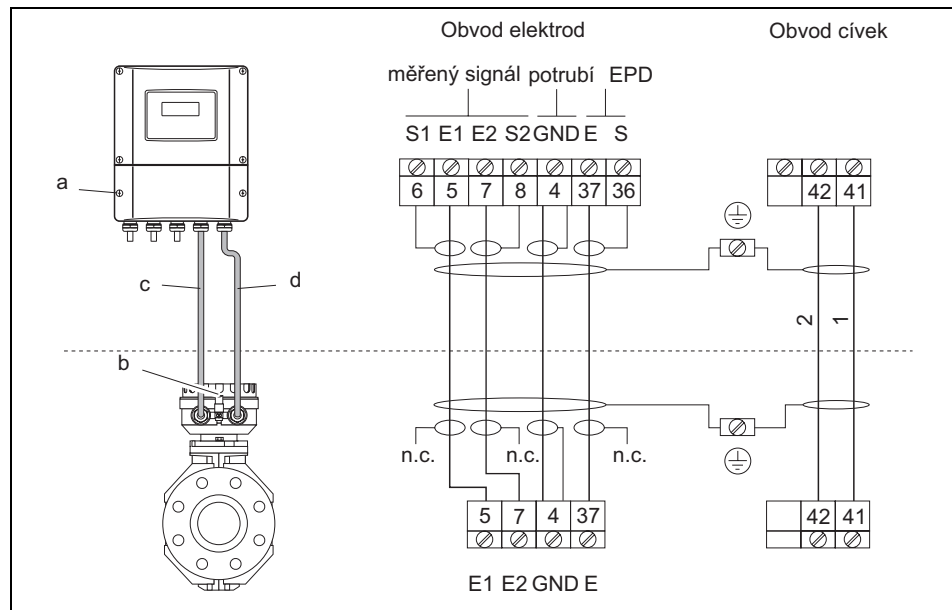 Obvod elektrod Obvod cívek
měřený signál potrubí EPD
S1 E1 E2 S2 GND E S
6 5 7 8 4 37 36 42 41
a
c d
2 1
b
n.c. n.c. n.c.
5 7 4 37 42 41
E1 E2 GND E